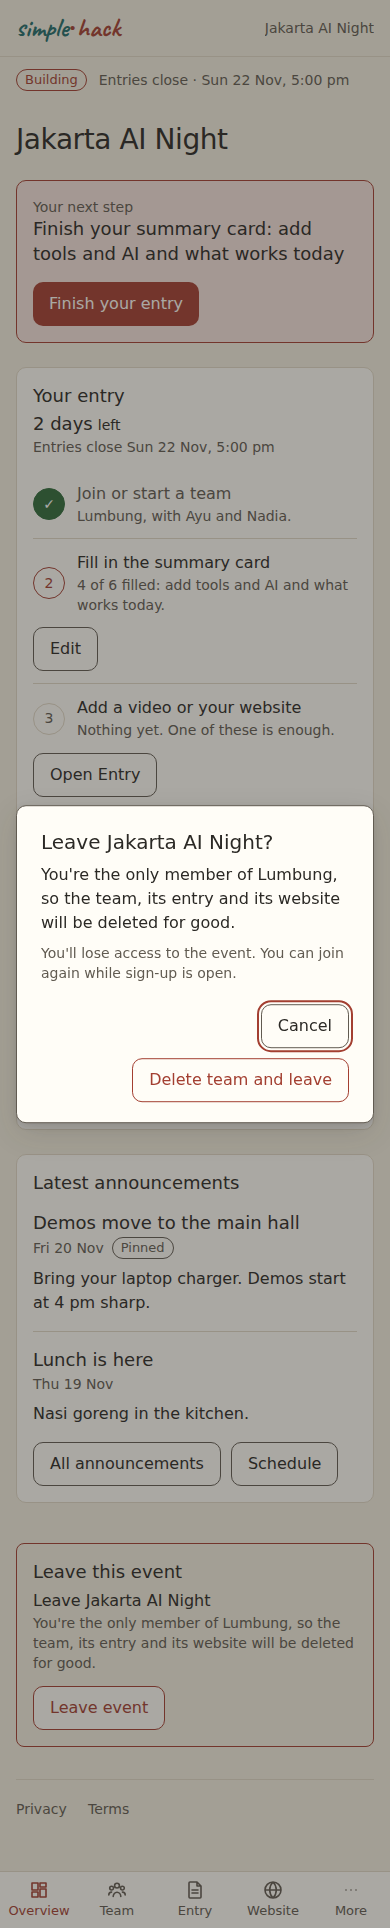 simple·hack
Jakarta AI Night
Building
Entries close · Sun 22 Nov, 5:00 pm
Jakarta AI Night
Your next step
Finish your summary card: add
tools and AI and what works today
Finish your entry
Your entry
2 days left
Entries close Sun 22 Nov, 5:00 pm
✓
Join or start a team
Lumbung, with Ayu and Nadia.
2
Fill in the summary card
4 of 6 filled: add tools and AI and what
works today.
Edit
3
Add a video or your website
Nothing yet. One of these is enough.
Open Entry
Leave Jakarta AI Night?
You're the only member of Lumbung,
so the team, its entry and its website
will be deleted for good.
You'll lose access to the event. You can join
again while sign-up is open.
Cancel
Delete team and leave
Latest announcements
Demos move to the main hall
Fri 20 Nov Pinned
Bring your laptop charger. Demos start
at 4 pm sharp.
Lunch is here
Thu 19 Nov
Nasi goreng in the kitchen.
All announcements
Schedule
Leave this event
Leave Jakarta AI Night
You're the only member of Lumbung, so the
team, its entry and its website will be deleted
for good.
Leave event
Privacy Terms
Overview
Team
Entry
Website
More